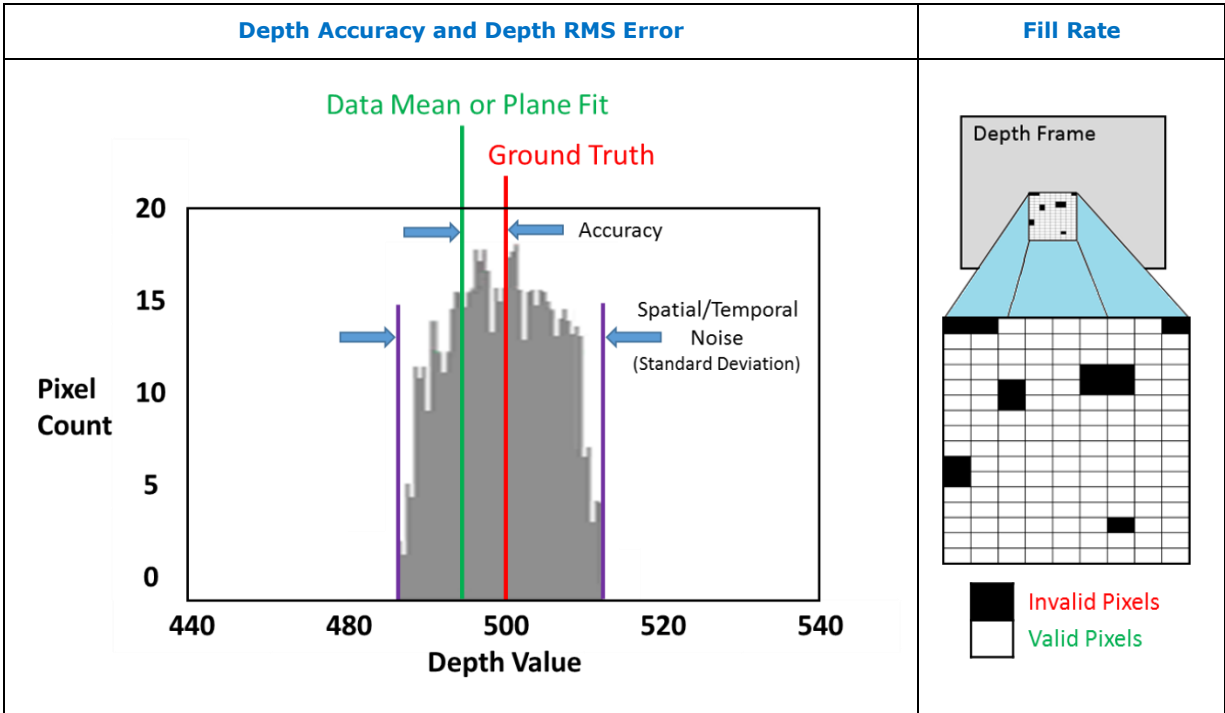 Depth Accuracy and Depth RMS Error
Fill Rate
Data Mean or Plane Fit
Ground Truth
Accuracy
Spatial/Temporal
Noise
(Standard Deviation)
Pixel
Count
20
15
10
5
0
440
480
500
520
540
Depth Value
Depth Frame
Invalid Pixels
Valid Pixels